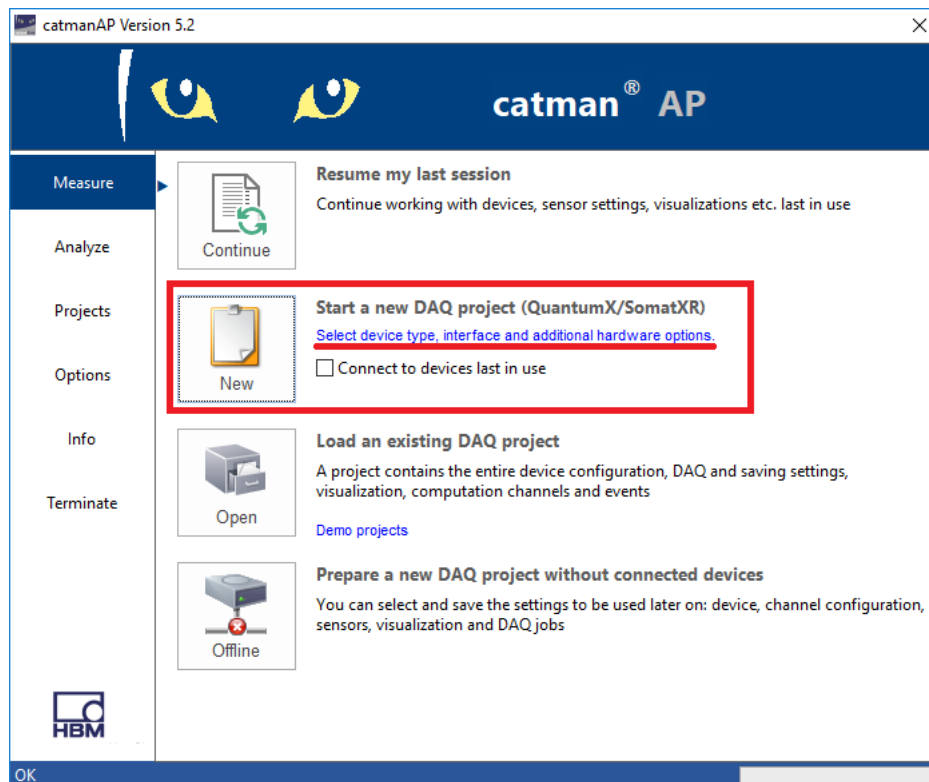 catmanAP Version 5.2
catman® AP
Measure
Analyze
Projects
Options
Info
Terminate
HBM
Continue
Resume my last session
Continue working with devices, sensor settings, visualizations etc. last in use
New
Start a new DAQ project (QuantumX/SomatXR)
Select device type, interface and additional hardware options.
Connect to devices last in use
Open
Load an existing DAQ project
A project contains the entire device configuration, DAQ and saving settings,
visualization, computation channels and events
Demo projects
Offline
Prepare a new DAQ project without connected devices
You can select and save the settings to be used later on: device, channel configuration,
sensors, visualization and DAQ jobs
OK